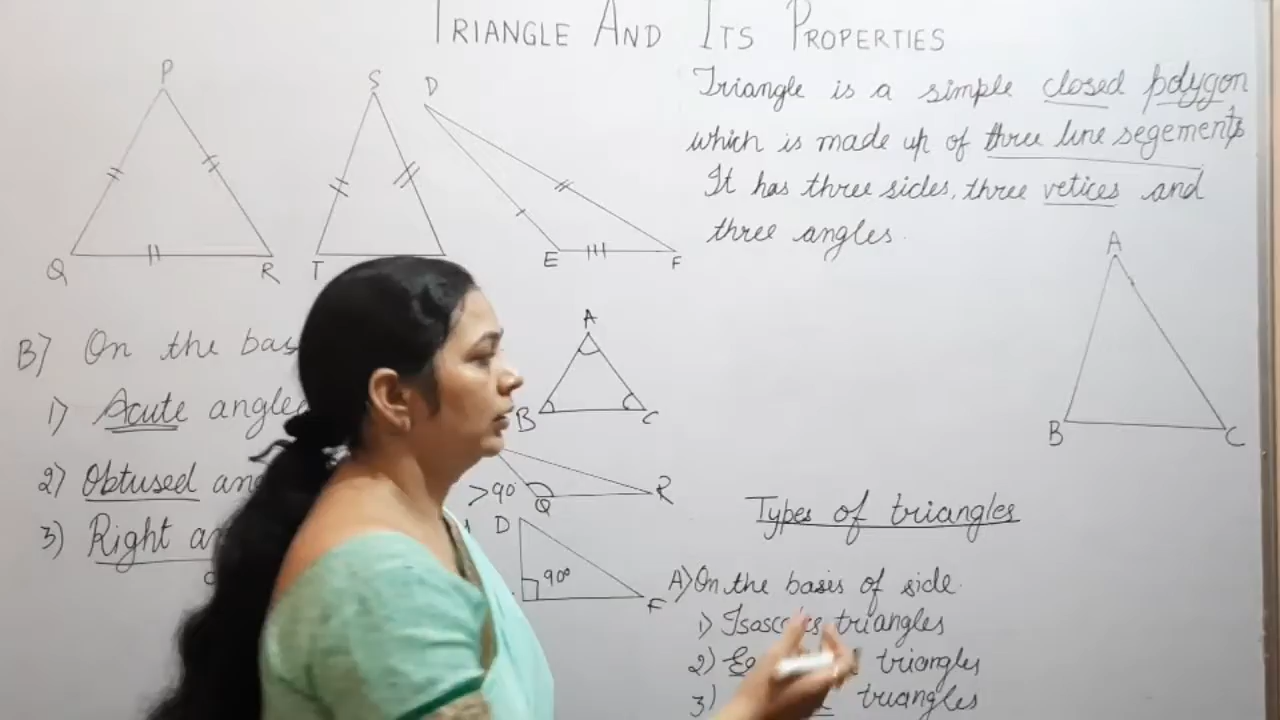 TRIANGLE AND ITS PROPERTIES
Triangle is a simple closed polygon
which is made up of three line segements
It has three sides, three vetices and
three angles.
P
Q
R
S
T
D
E
F
A
B
C
B) On the bas
1) Acute angle
2) Obtused an
3) Right an
A
B
C
>90°
Q
R
D
90°
F
Types of triangles
A) On the basis of side.
1) Isosceles triangles
2) triangles
3) triangles